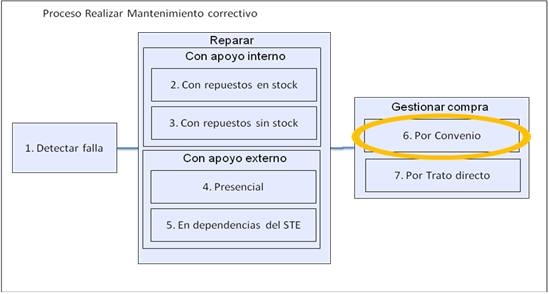 Proceso Realizar Mantenimiento correctivo
Reparar
Con apoyo interno
2. Con repuestos en stock
3. Con repuestos sin stock
Con apoyo externo
4. Presencial
5. En dependencias del STE
1. Detectar falla
Gestionar compra
6. Por Convenio
7. Por Trato directo